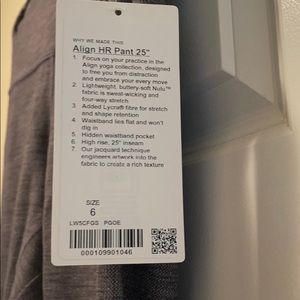 WHY WE MADE THIS
Align HR Pant 25"
1. Focus on your practice in the
Align yoga collection, designed
to free you from distraction
and embrace your every move
2. Lightweight, buttery-soft Nulu™
fabric is sweat-wicking and
four-way stretch
3. Added Lycra® fibre for stretch
and shape retention
4. Waistband lies flat and won't
dig in
5. Hidden waistband pocket
6. High rise, 25" inseam
7. Our jacquard technique
engineers artwork into the
fabric to create a rich texture
SIZE
6
LW5CFGS PGOE
000109901046